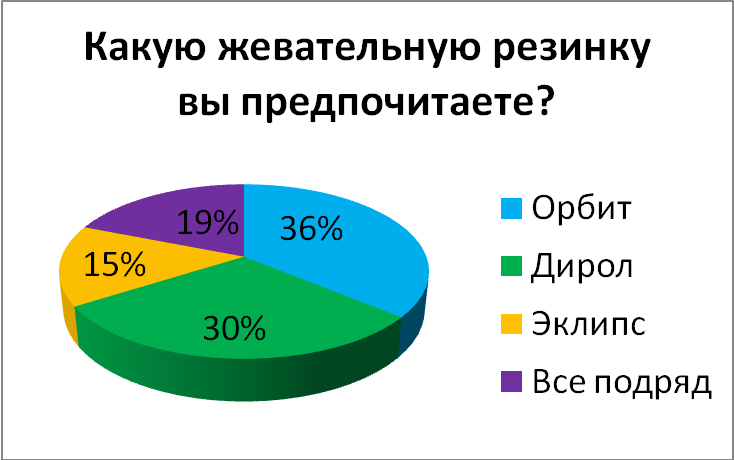 Какую жевательную резинку
вы предпочитаете?
19%
36%
15%
30%
Орбит
Дирол
Эклипс
Все подряд